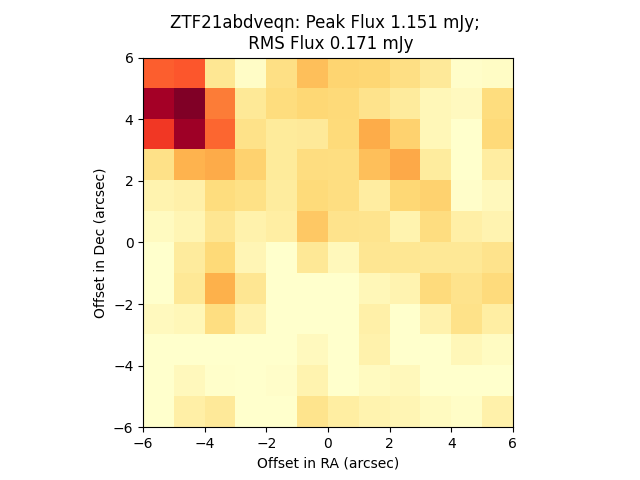 ZTF21abdveqn: Peak Flux 1.151 mJy;
RMS Flux 0.171 mJy
6
4
2
0
−2
−4
−6
Offset in Dec (arcsec)
−6 −4 −2 0 2 4 6
Offset in RA (arcsec)